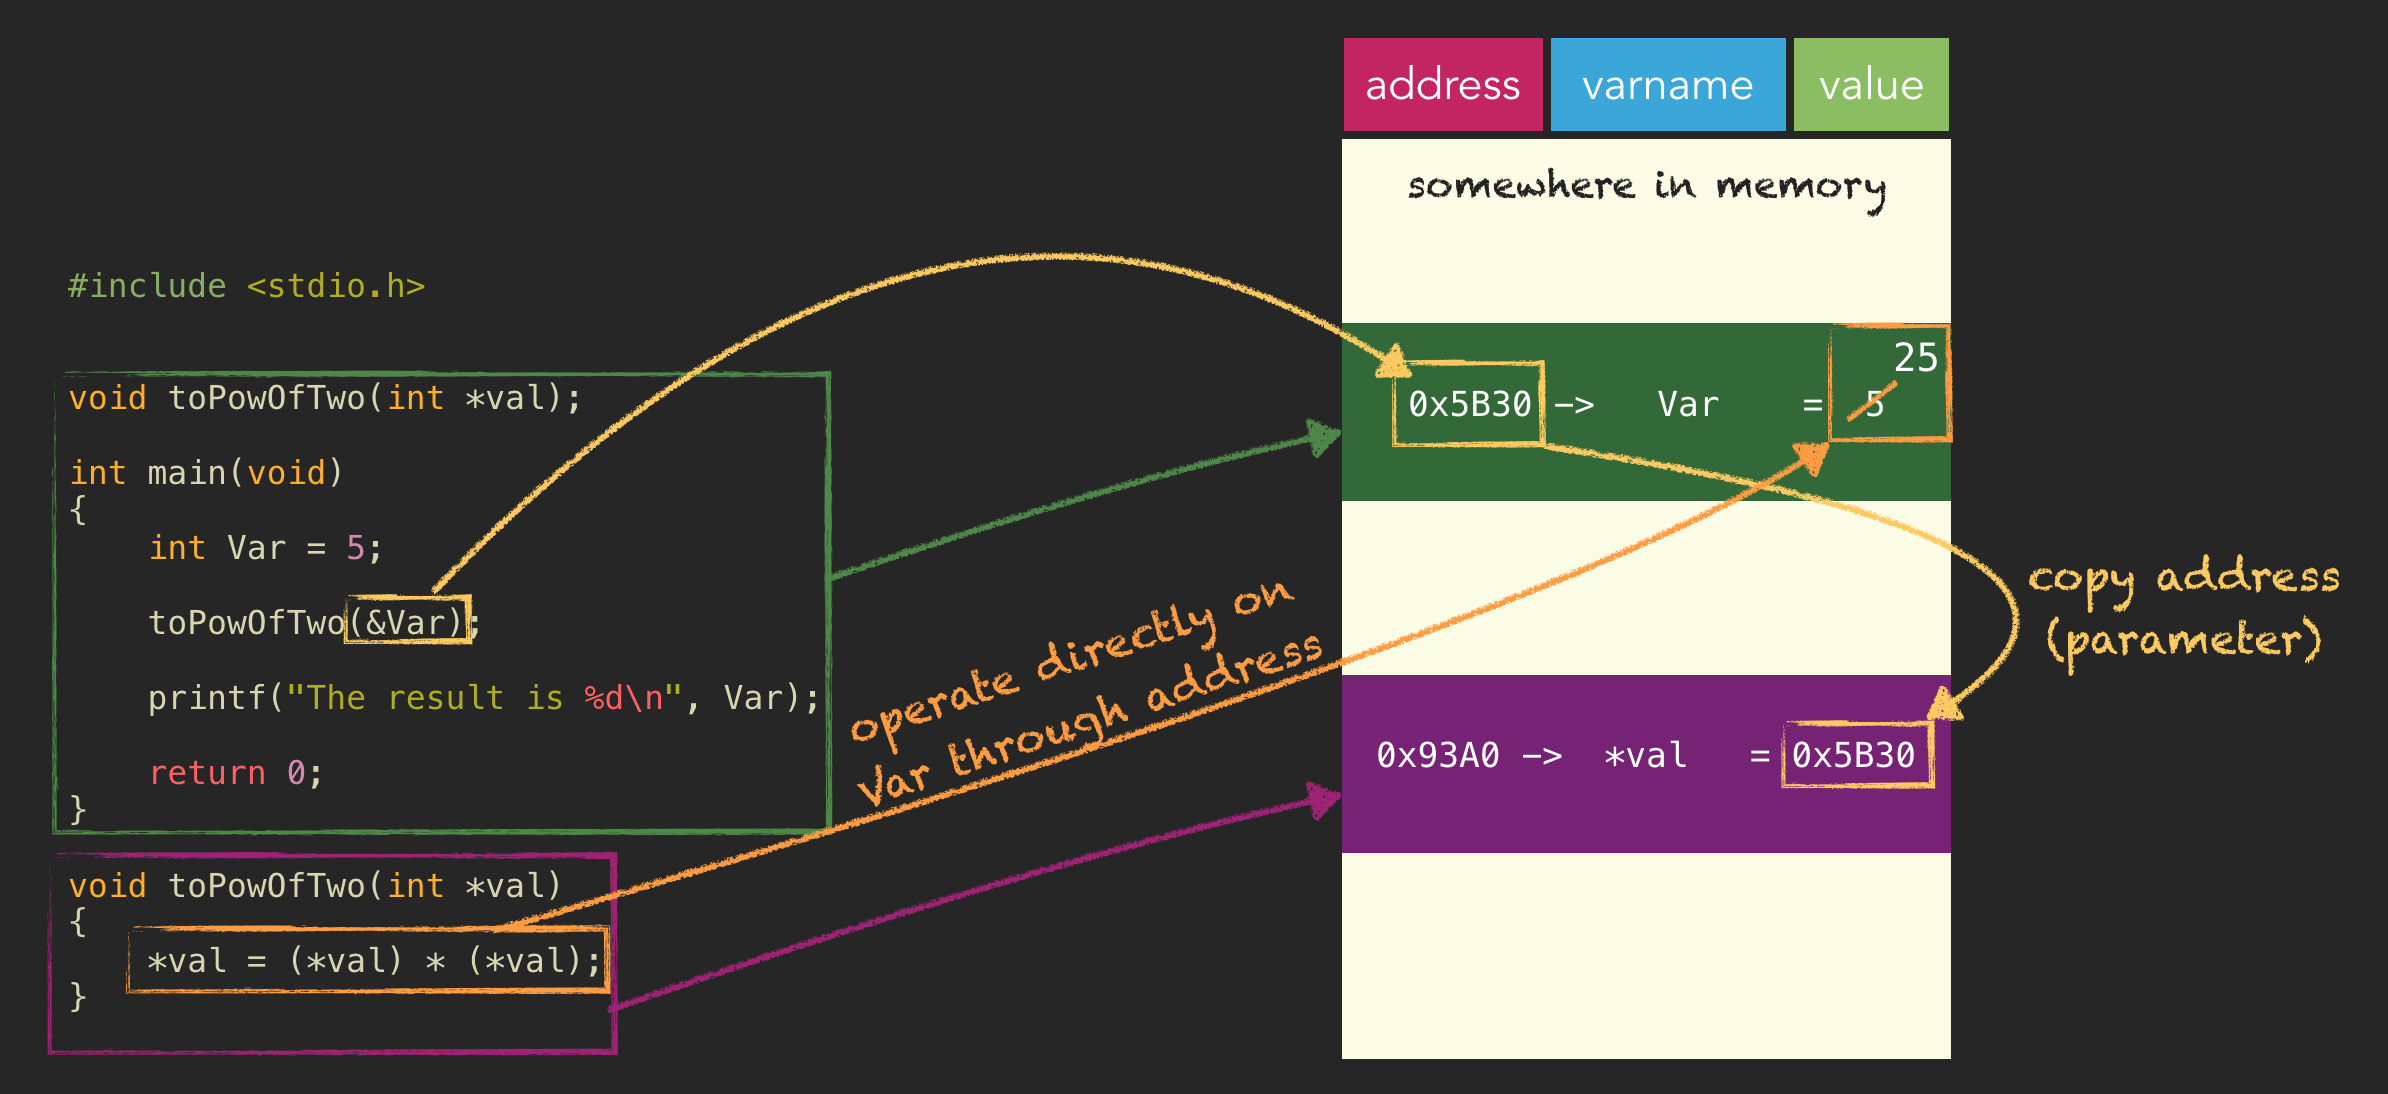 #include <stdio.h>
void toPowOfTwo(int *val);
int main(void)
{
    int Var = 5;
    toPowOfTwo(&Var);
    printf("The result is %d\n", Var);
    return 0;
}
void toPowOfTwo(int *val)
{
    *val = (*val) * (*val);
}
operate directly on
Var through address
address varname value
somewhere in memory
25
0x5B30 —> Var = 5
0x93A0 —> *val = 0x5B30
copy address
(parameter)